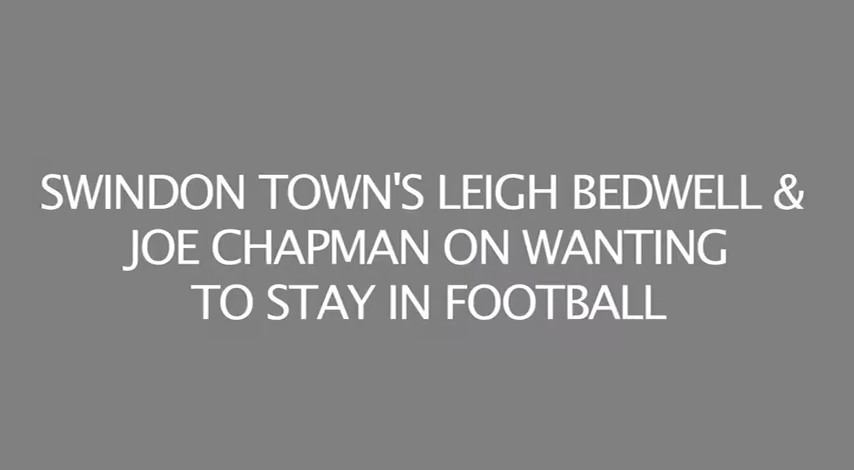 SWINDON TOWN'S LEIGH BEDWELL &
JOE CHAPMAN ON WANTING
TO STAY IN FOOTBALL